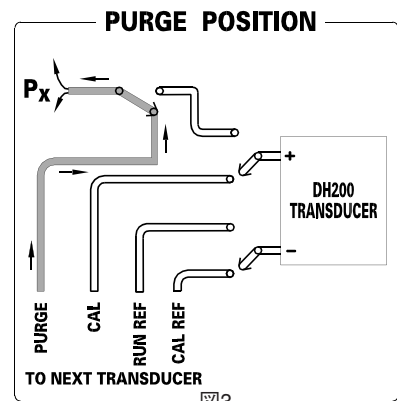 PURGE POSITION
Px
+
DH200
TRANSDUCER
−
PURGE
CAL
RUN REF
CAL REF
TO NEXT TRANSDUCER